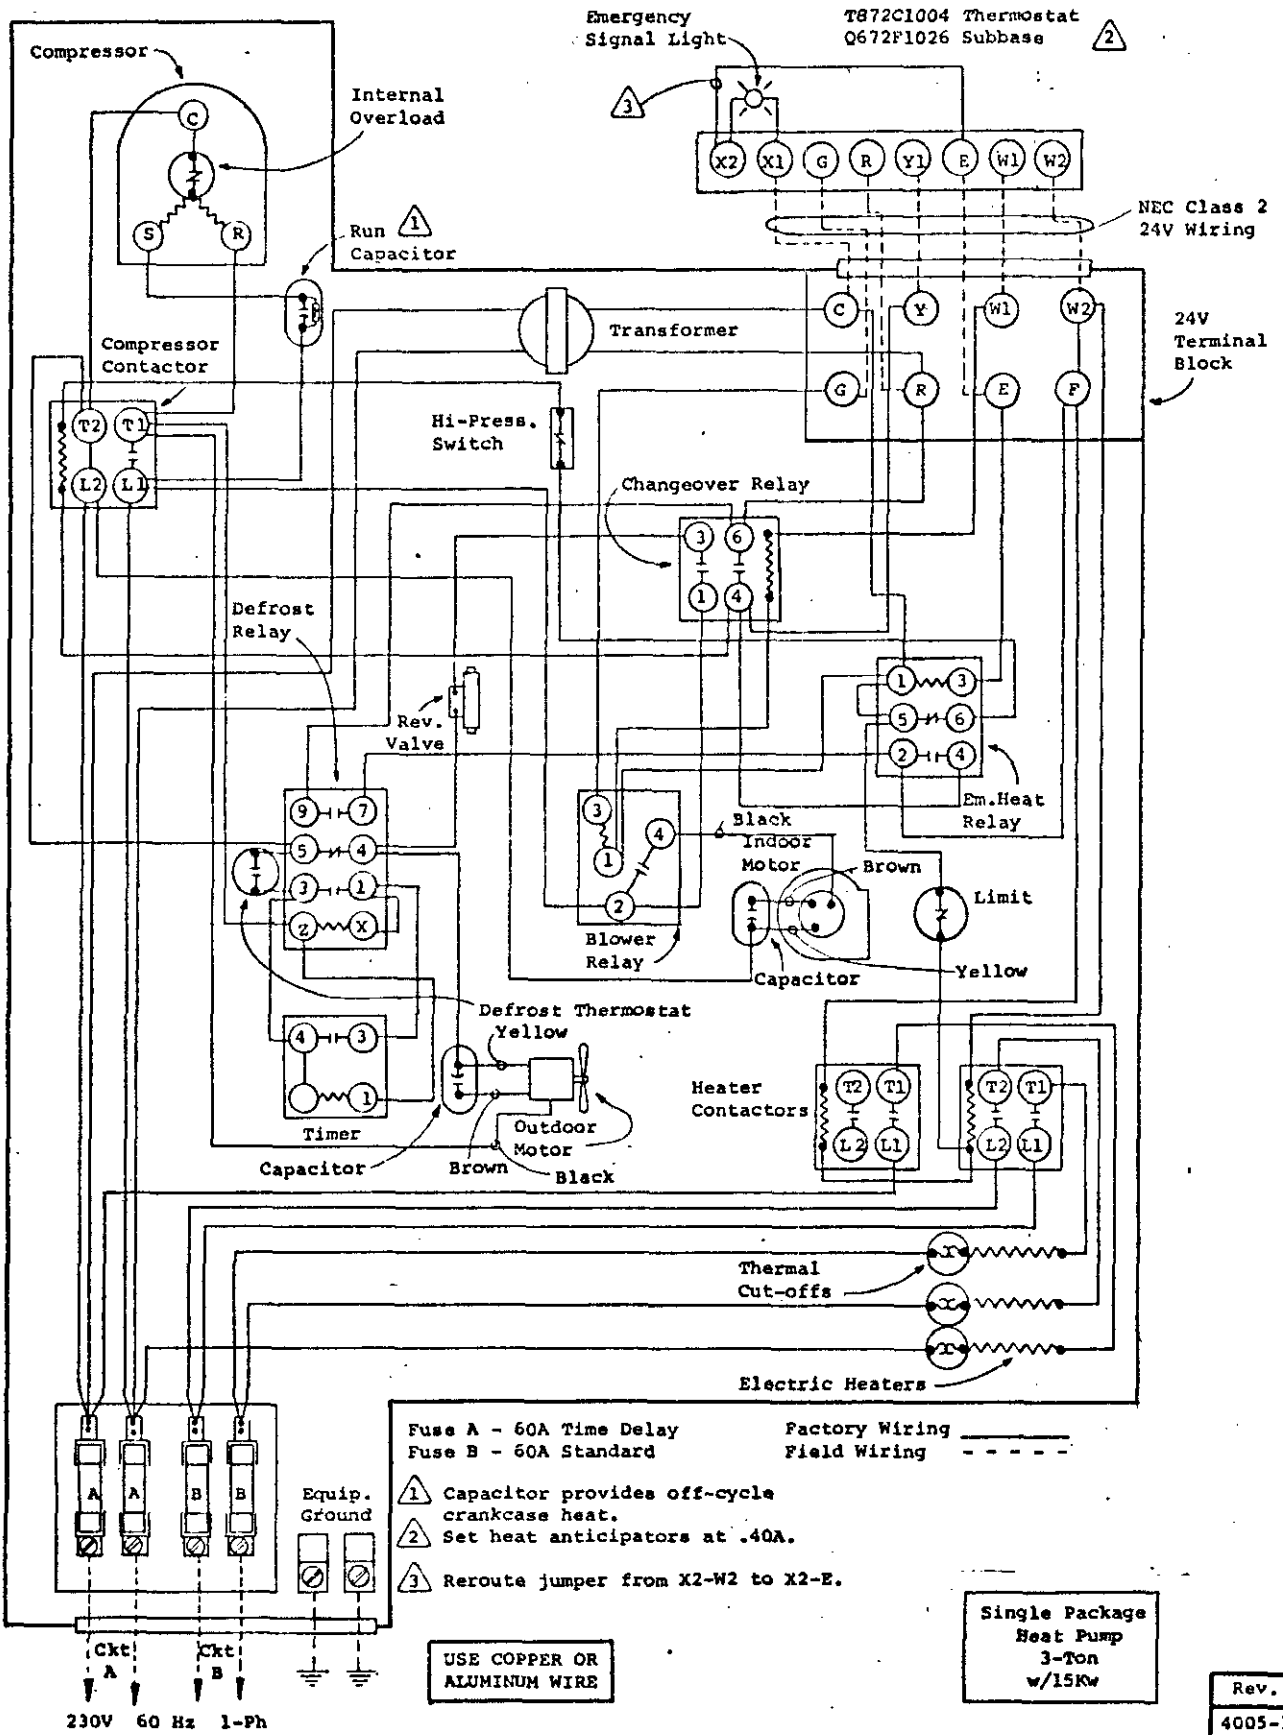 Emergency
Signal Light
T872C1004 Thermostat
Q672F1026 Subbase
2
3
Compressor
C
Internal
Overload
S
R
Run
1
Capacitor
X2 X1 G R Y1 E W1 W2
NEC Class 2
24V Wiring
C
Y
W1
W2
Transformer
24V
Terminal
Block
Compressor
Contactor
G
R
E
F
T2 T1
L2 L1
Hi-Press.
Switch
Changeover Relay
3 6
1 4
Defrost
Relay
1 3
5 6
2 4
Em.Heat
Relay
Rev.
Valve
9 7
5 4
3 1
Z X
3
4
1
2
Blower
Relay
Black
Indoor
Motor
Brown
Limit
Capacitor
Yellow
Defrost Thermostat
Yellow
4 3
1
Timer
Outdoor
Motor
Capacitor
Brown
Black
Heater
Contactors
T2 T1
L2 L1
T2 T1
L2 L1
Thermal
Cut-offs
Electric Heaters
Fuse A - 60A Time Delay
Fuse B - 60A Standard
Factory Wiring
Field Wiring
A A B B
Equip.
Ground
1 Capacitor provides off-cycle
crankcase heat.
2 Set heat anticipators at .40A.
3 Reroute jumper from X2-W2 to X2-E.
Ckt
A
Ckt
B
USE COPPER OR
ALUMINUM WIRE
Single Package
Heat Pump
3-Ton
w/15Kw
230V 60 Hz 1-Ph
Rev.